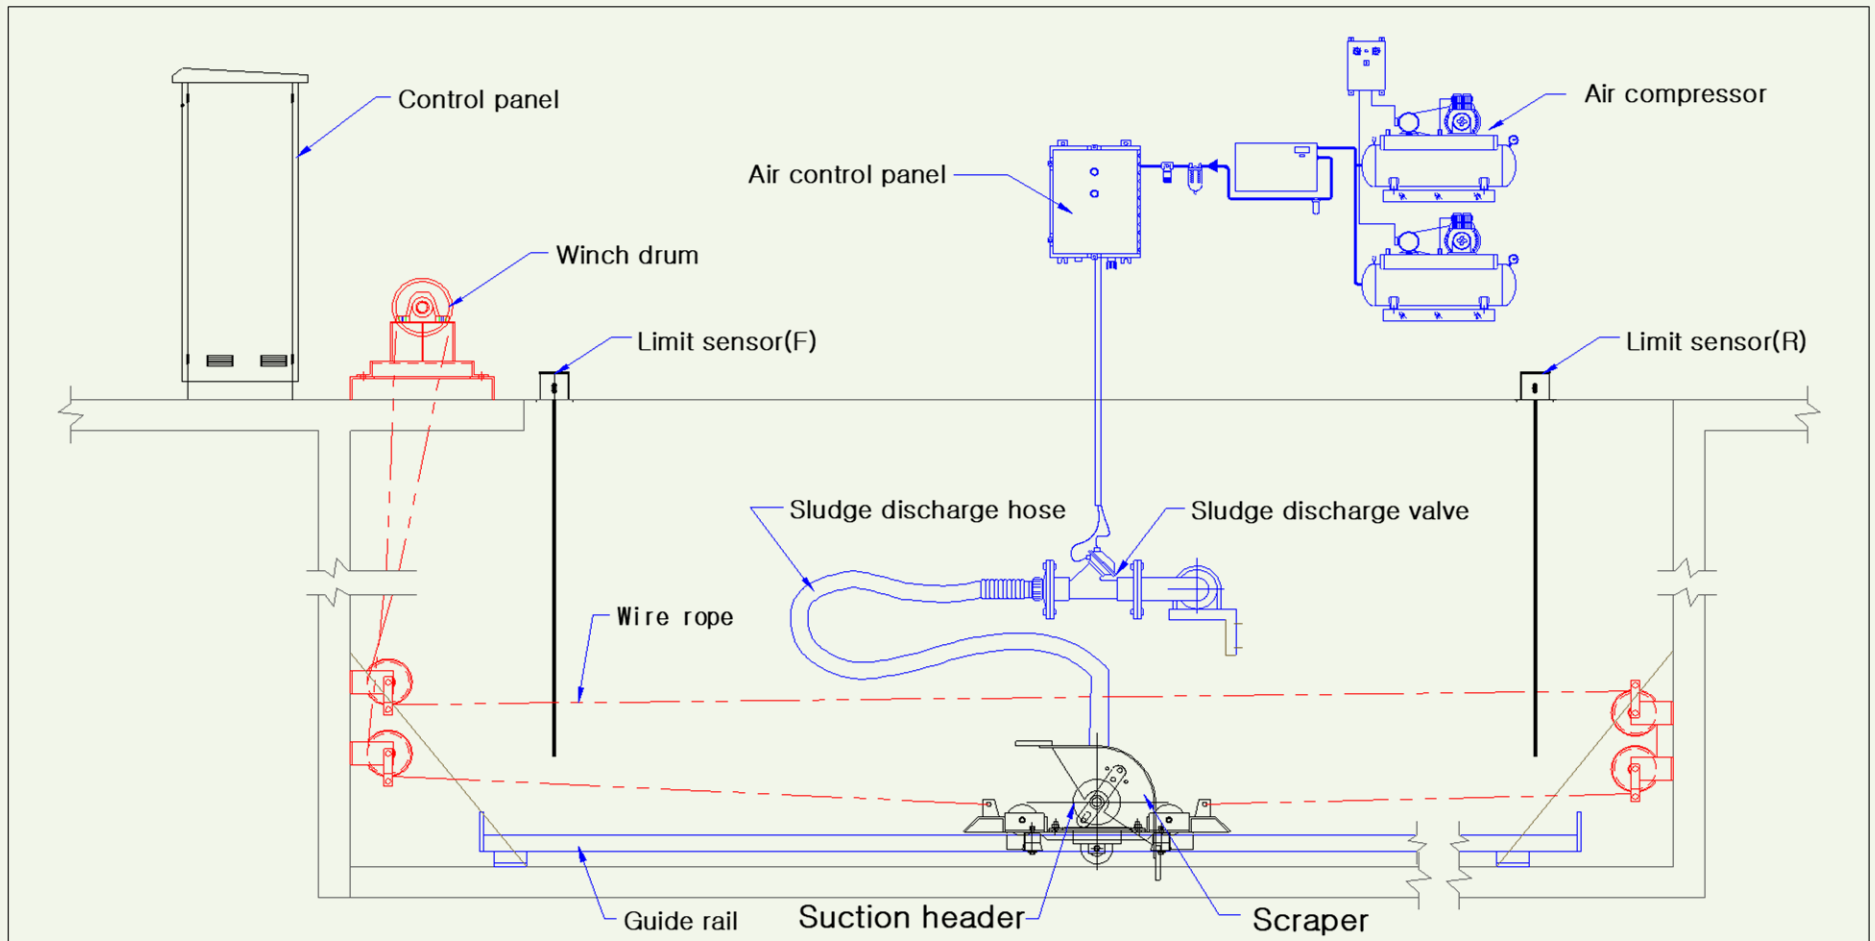 Control panel
Air compressor
Air control panel
Winch drum
Limit sensor(F)
Limit sensor(R)
Sludge discharge hose
Sludge discharge valve
Wire rope
Guide rail
Suction header
Scraper